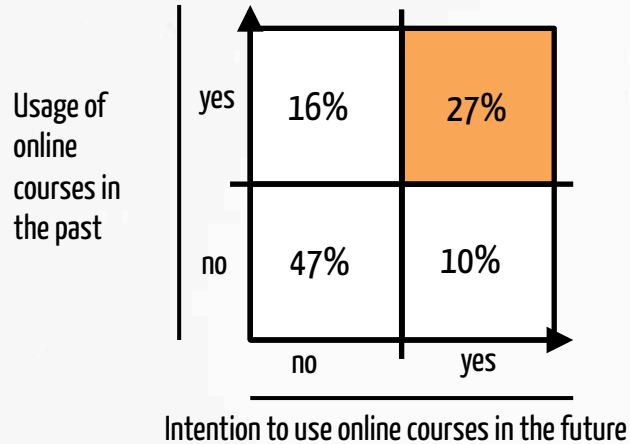 Usage of
online
courses in
the past
yes
16%
27%
no
47%
10%
no
yes
Intention to use online courses in the future